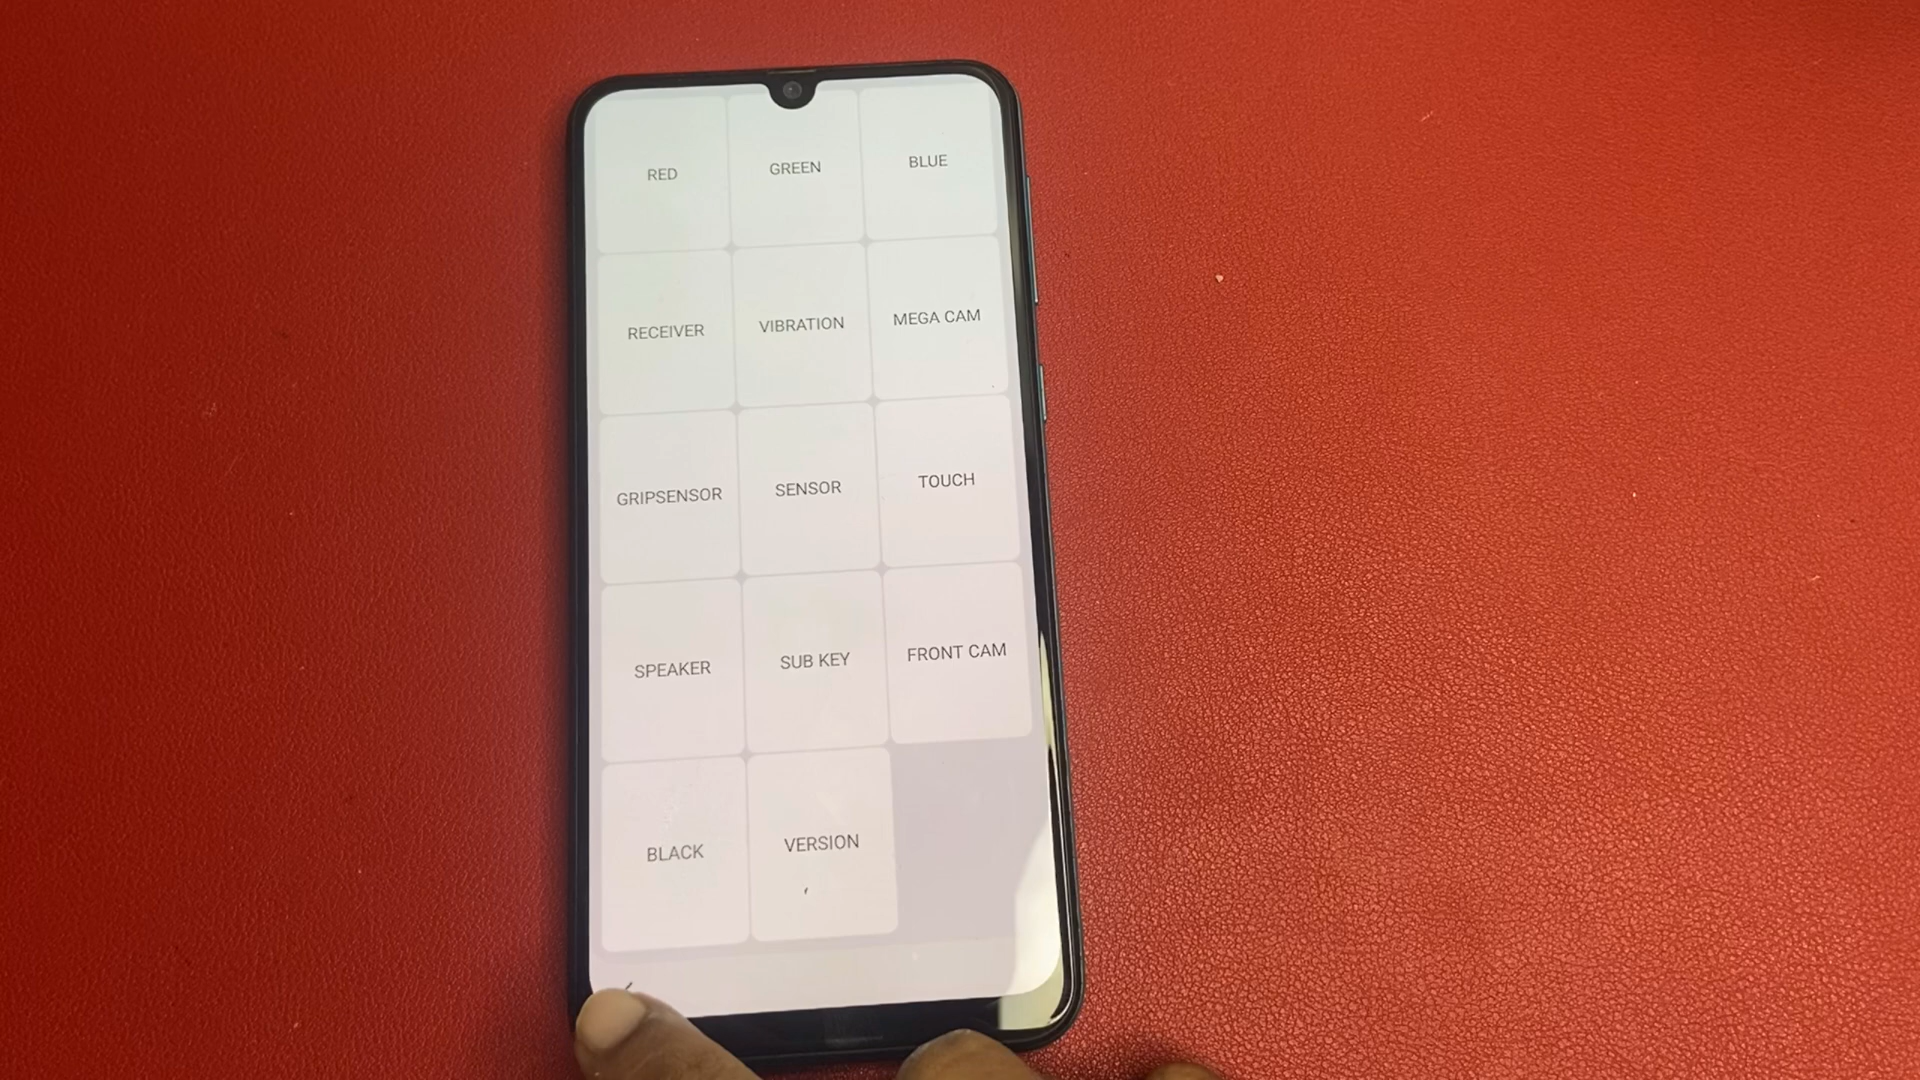 RED GREEN BLUE
RECEIVER VIBRATION MEGA CAM
GRIPSENSOR SENSOR TOUCH
SPEAKER SUB KEY FRONT CAM
BLACK VERSION